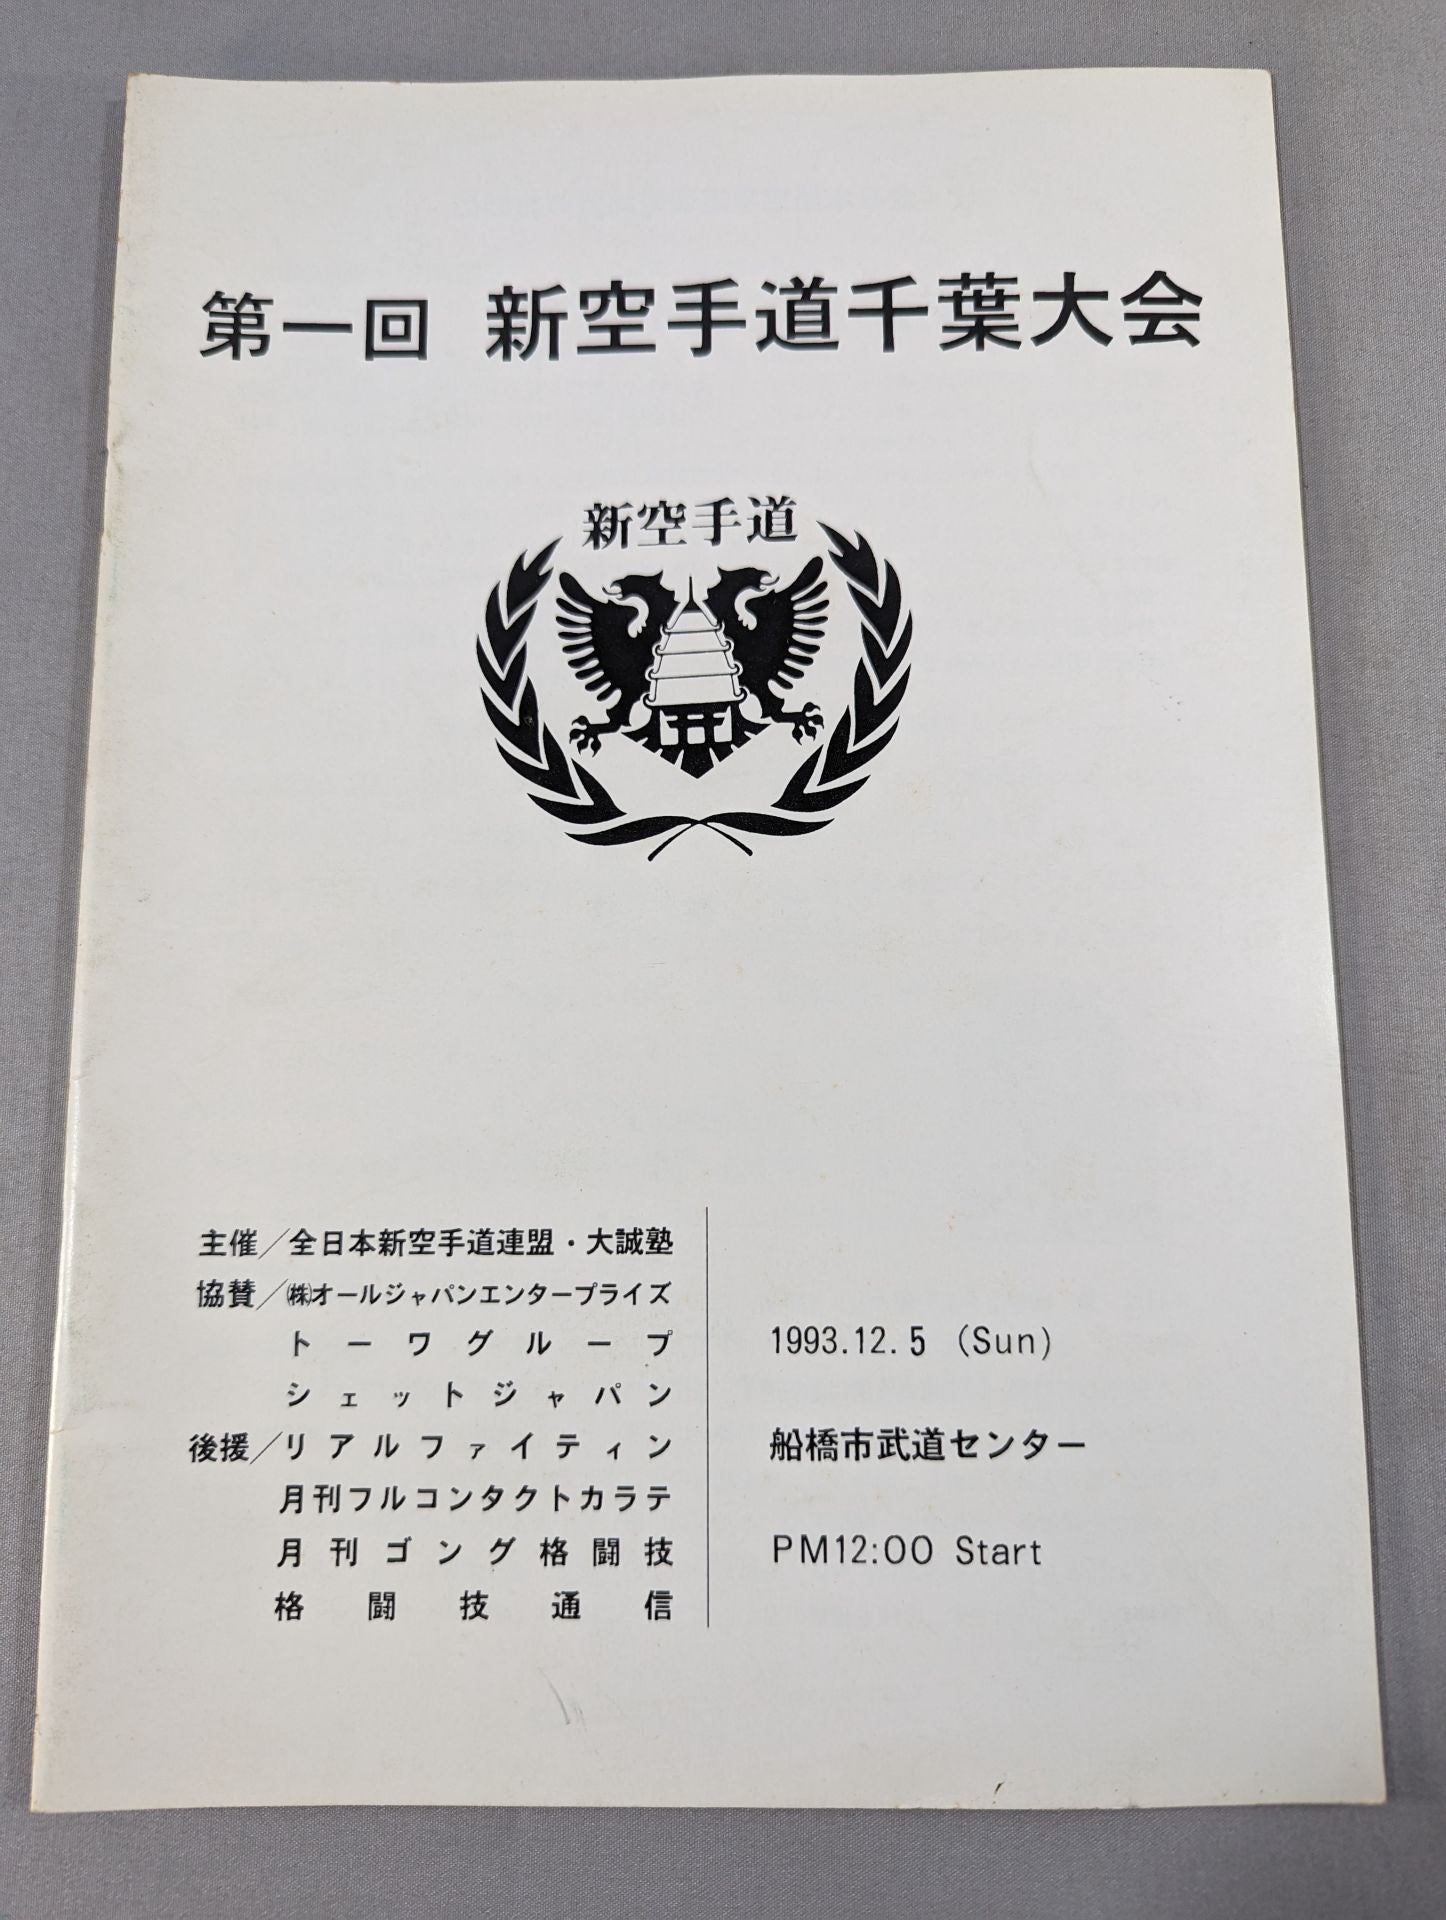 第一回 新空手道千葉大会
新空手道
主催／全日本新空手道連盟・大誠塾
協賛／㈱オールジャパンエンタープライズ
トーワグループ
シェットジャパン
後援／リアルファイティン
月刊フルコンタクトカラテ
月刊ゴング格闘技
格闘技通信
1993.12.5 (Sun)
船橋市武道センター
PM12:00 Start